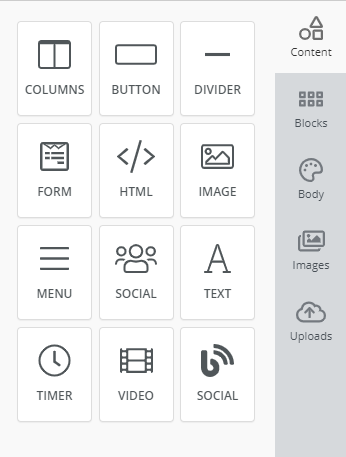 COLUMNS
BUTTON
DIVIDER
FORM
HTML
IMAGE
MENU
SOCIAL
TEXT
TIMER
VIDEO
SOCIAL
Content
Blocks
Body
Images
Uploads